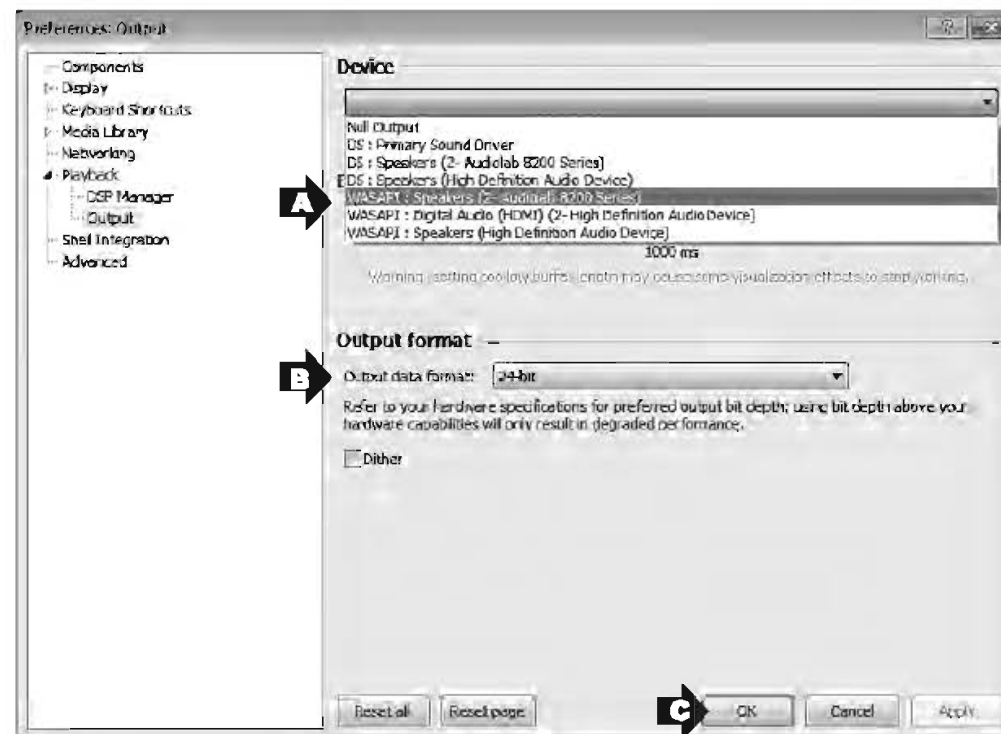 Preferences: Output
Components
Display
Keyboard Shortcuts
Media Library
Networking
Playback
DSP Manager
Output
Shell Integration
Advanced
Device
Null Output
DS : Primary Sound Driver
DS : Speakers (2- Audiolab 8200 Series)
DS : Speakers (High Definition Audio Device)
A
WASAPI : Speakers (2- Audiolab 8200 Series)
WASAPI : Digital Audio (HDMI) (2- High Definition Audio Device)
WASAPI : Speakers (High Definition Audio Device)
1000 ms
Warning: setting too low buffer length may cause some visualization effects to stop working.
Output format
B
Output data format: 24-bit
Refer to your hardware specifications for preferred output bit depth; using bit depth above your
hardware capabilities will only result in degraded performance.
Dither
Reset all
Reset page
C
OK
Cancel
Apply